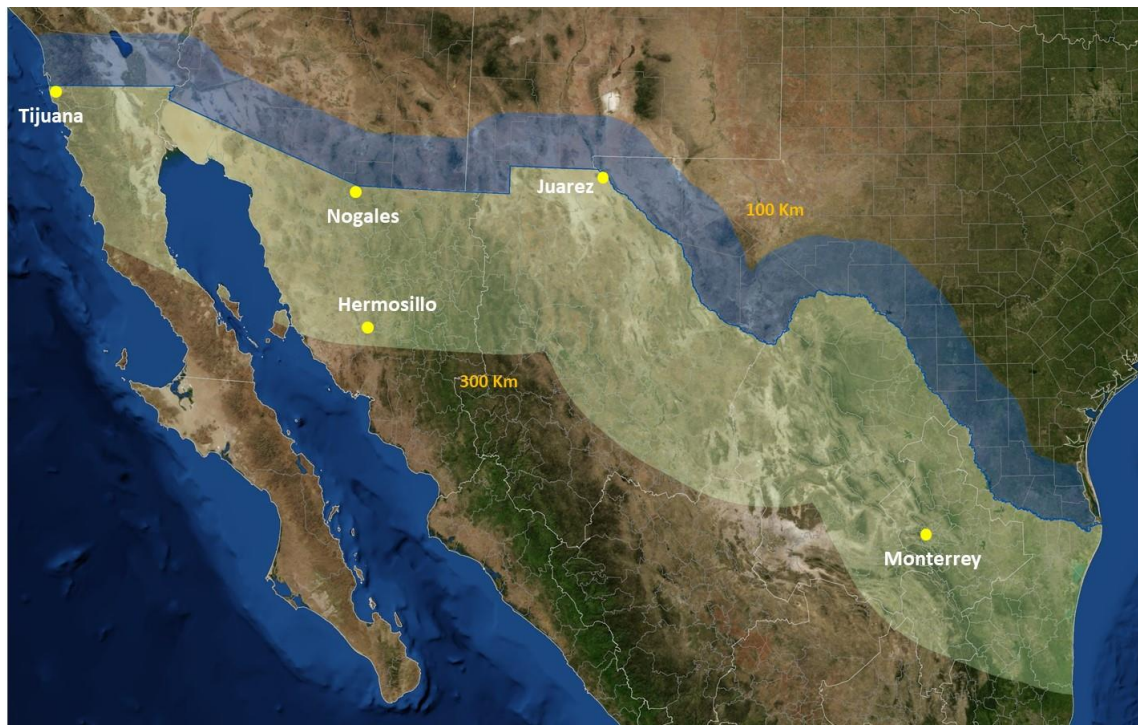 Tijuana
Nogales
Juarez
100 Km
Hermosillo
300 Km
Monterrey